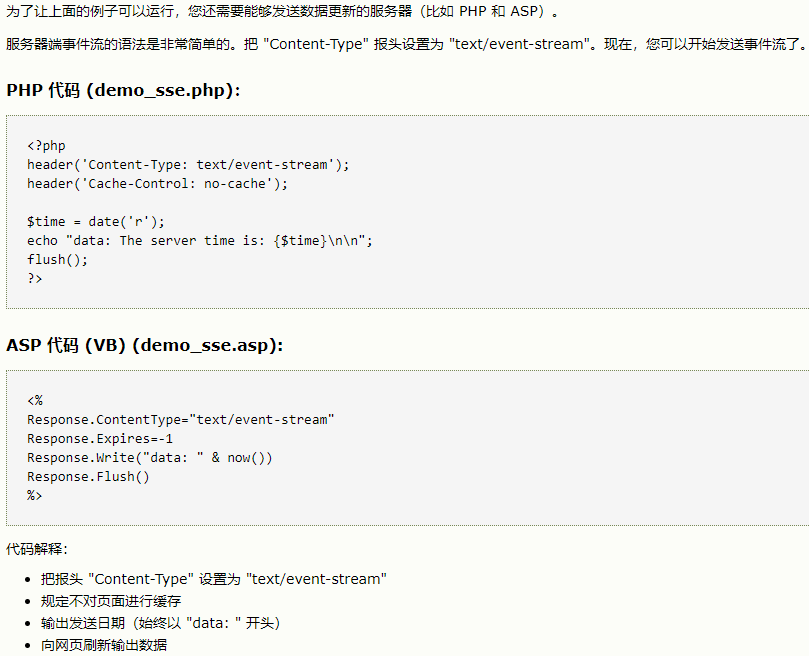 为了让上面的例子可以运行，您还需要能够发送数据更新的服务器（比如 PHP 和 ASP）。
服务器端事件流的语法是非常简单的。把 "Content-Type" 报头设置为 "text/event-stream"。现在，您可以开始发送事件流了。
PHP 代码 (demo_sse.php):
<?php
header('Content-Type: text/event-stream');
header('Cache-Control: no-cache');
$time = date('r');
echo "data: The server time is: {$time}\n\n";
flush();
?>
ASP 代码 (VB) (demo_sse.asp):
<%
Response.ContentType="text/event-stream"
Response.Expires=-1
Response.Write("data: " & now())
Response.Flush()
%>
代码解释：
• 把报头 "Content-Type" 设置为 "text/event-stream"
• 规定不对页面进行缓存
• 输出发送日期（始终以 "data: " 开头）
• 向网页刷新输出数据